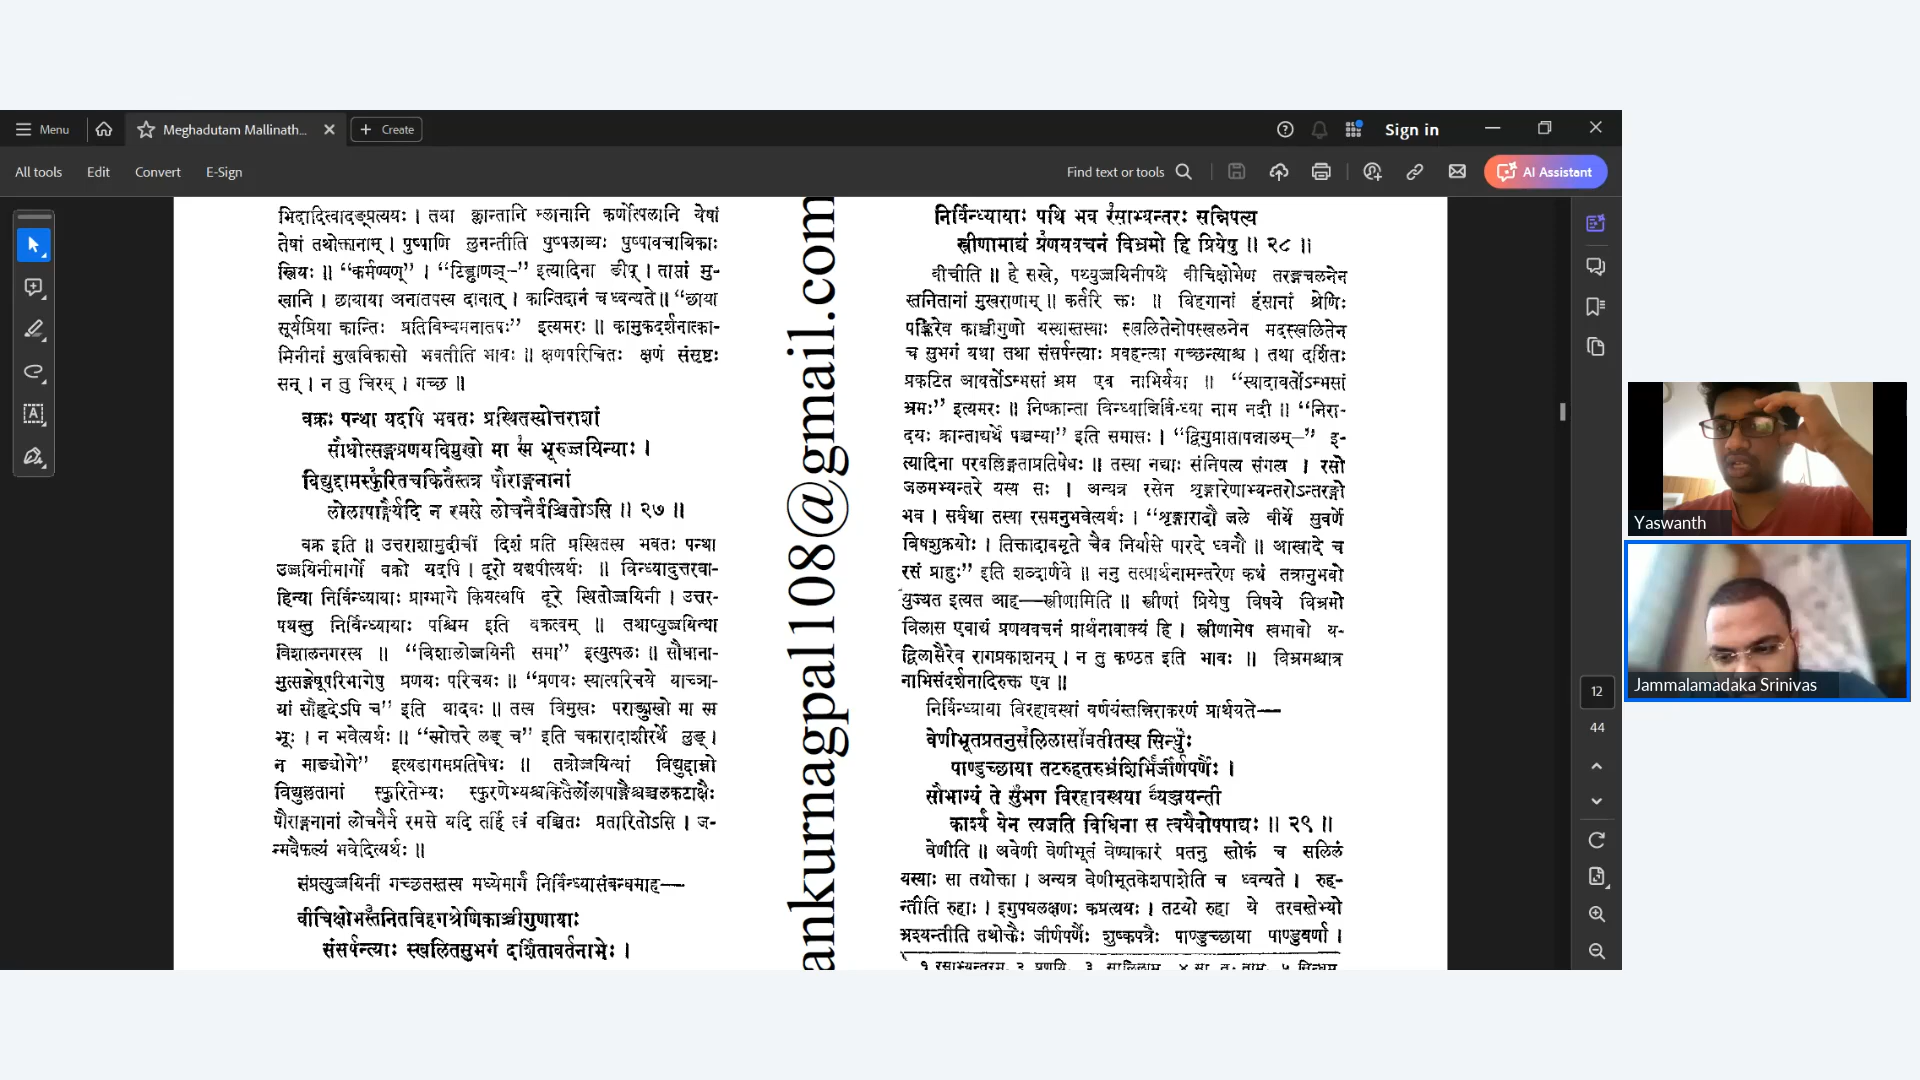 Menu
Meghadutam Mallinath...
Create
Sign in
All tools
Edit
Convert
E-Sign
Find text or tools
AI Assistant
भिदादित्वादङ्प्रत्ययः । तथा क्लान्तानि म्लानानि कर्णोत्पलानि येषां
तेषां तथोक्तानाम् । पुष्पाणि लुनन्तीति पुष्पलाव्यः पुष्पावचायिकाः
स्त्रियः ॥ “कर्मण्यण्” । “टिड्ढाणञ्–” इत्यादिना ङीप् । तासां मु-
खानि । छायाया अनातपस्य दानात् । कान्तिदानं च ध्वन्यते ॥ “छाया
सूर्यप्रिया कान्तिः प्रतिबिम्बमनातपः” इत्यमरः ॥ कामुकदर्शनात्का-
मिनीनां मुखविकासो भवतीति भावः ॥ क्षणपरिचितः क्षणं संसृष्टः
सन् । न तु चिरम् । गच्छ ॥
वक्रः पन्था यदपि भवतः प्रस्थितस्योत्तराशां
सौधोत्सङ्गप्रणयविमुखो मा स्म भूरुज्जयिन्याः ।
विद्युद्दामस्फुरितचकितैस्तत्र पौराङ्गनानां
लोलापाङ्गैर्यदि न रमसे लोचनैर्वञ्चितोऽसि ॥ २७ ॥
वक्र इति ॥ उत्तराशामुदीचीं दिशं प्रति प्रस्थितस्य भवतः पन्था
उज्जयिनीमार्गो वक्रो यदपि । दूरो यद्यपीत्यर्थः ॥ विन्ध्यादुत्तरवा-
हिन्या निर्विन्ध्यायाः प्राग्भागे कियत्यपि दूरे स्थितोज्जयिनी । उत्तर-
पथस्तु निर्विन्ध्यायाः पश्चिम इति वक्रत्वम् ॥ तथाप्युज्जयिन्या
विशालनगरस्य ॥ “विशालोज्जयिनी समा” इत्युत्पलः ॥ सौधाना-
मुत्सङ्गेषूपरिभागेषु प्रणयः परिचयः ॥ “प्रणयः स्यात्परिचये याच्ञा-
यां सौहृदेऽपि च” इति यादवः ॥ तस्य विमुखः पराङ्मुखो मा स्म
भूः । न भवेत्यर्थः ॥ “स्मोत्तरे लङ् च” इति चकारादाशीरर्थे लुङ् ।
न माङ्योगे” इत्यडागमप्रतिषेधः ॥ तत्रोज्जयिन्यां विद्युद्दाम्नो
विद्युल्लतानां स्फुरितेभ्यः स्फुरणेभ्यश्चकितैर्लोलापाङ्गैश्चञ्चलकटाक्षैः
पौराङ्गनानां लोचनैर्न रमसे यदि तर्हि त्वं वञ्चितः प्रतारितोऽसि । ज-
न्मवैफल्यं भवेदित्यर्थः ॥
संप्रत्युज्जयिनीं गच्छतस्तस्य मध्येमार्गं निर्विन्ध्यासंबन्धमाह—
वीचिक्षोभस्तनितविहगश्रेणिकाञ्चीगुणायाः
संसर्पन्त्याः स्खलितसुभगं दर्शितावर्तनाभेः ।
ankurnagpal108@gmail.com
निर्विन्ध्यायाः पथि भव रसाभ्यन्तरः सन्निपत्य
स्त्रीणामाद्यं प्रणयवचनं विभ्रमो हि प्रियेषु ॥ २८ ॥
वीचीति ॥ हे सखे, पथ्युज्जयिनीपथे वीचिक्षोभेण तरङ्गचलनेन
स्तनितानां मुखराणाम् ॥ कर्तरि क्तः ॥ विहगानां हंसानां श्रेणिः
पङ्क्तिरेव काञ्चीगुणो यस्यास्तस्याः स्खलितेनोपस्खलनेन मदस्खलितेन
च सुभगं यथा तथा संसर्पन्त्याः प्रवहन्त्या गच्छन्त्याश्च । तथा दर्शितः
प्रकटित आवर्तोऽम्भसां भ्रम एव नाभिर्यया ॥ “स्यादावर्तोऽम्भसां
भ्रमः” इत्यमरः ॥ निष्क्रान्ता विन्ध्यान्निर्विन्ध्या नाम नदी ॥ “निरा-
दयः क्रान्ताद्यर्थे पञ्चम्या” इति समासः । “द्विगुप्राप्तापन्नालम्–” इ-
त्यादिना परवल्लिङ्गताप्रतिषेधः ॥ तस्या नद्याः संनिपत्य संगत्य । रसो
जलमभ्यन्तरे यस्य सः । अन्यत्र रसेन शृङ्गारेणाभ्यन्तरोऽन्तरङ्गो
भव । सर्वथा तस्या रसमनुभवेत्यर्थः । “शृङ्गारादौ जले वीर्ये सुवर्णे
विषशुक्रयोः । तिक्तादावमृते चैव निर्यासे पारदे ध्वनौ ॥ आस्वादे च
रसं प्राहुः” इति शब्दार्णवे ॥ ननु तत्प्रार्थनामन्तरेण कथं तत्रानुभवो
युज्यत इत्यत आह—स्त्रीणामिति ॥ स्त्रीणां प्रियेषु विषये विभ्रमो
विलास एवाद्यं प्रणयवचनं प्रार्थनावाक्यं हि । स्त्रीणामेष स्वभावो य-
द्विलासैरेव रागप्रकाशनम् । न तु कण्ठत इति भावः ॥ विभ्रमश्चात्र
नाभिसंदर्शनादिरुक्त एव ॥
निर्विन्ध्याया विरहावस्थां वर्णयंस्तन्निराकरणं प्रार्थयते—
वेणीभूतप्रतनुसलिलासावतीतस्य सिन्धुः
पाण्डुच्छाया तटरुहतरुभ्रंशिभिर्जीर्णपर्णैः ।
सौभाग्यं ते सुभग विरहावस्थया व्यञ्जयन्ती
कार्श्यं येन त्यजति विधिना स त्वयैवोपपाद्यः ॥ २९ ॥
वेणीति ॥ अवेणी वेणीभूतं वेण्याकारं प्रतनु स्तोकं च सलिलं
यस्याः सा तथोक्ता । अन्यत्र वेणीभूतकेशपाशेति च ध्वन्यते । रुह-
न्तीति रुहाः । इगुपधलक्षणः कप्रत्ययः । तटयो रुहा ये तरवस्तेभ्यो
भ्रश्यन्तीति तथोक्तैः जीर्णपर्णैः शुष्कपत्रैः पाण्डुच्छाया पाण्डुवर्णा ।
12
44
Yaswanth
Jammalamadaka Srinivas